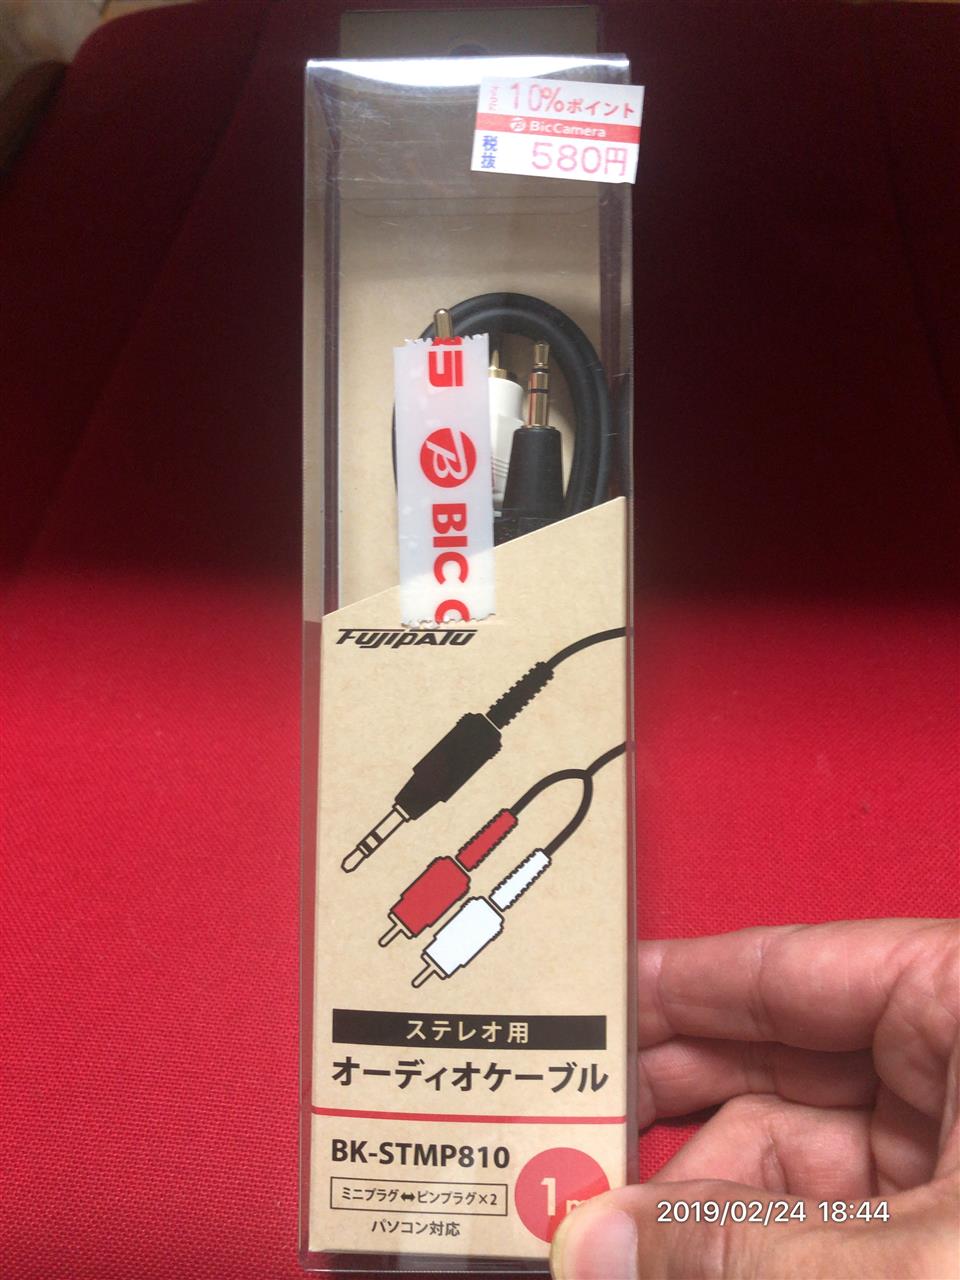 10%ポイント
BicCamera
税抜 580円
BIC
FUJIPATU
ステレオ用
オーディオケーブル
BK-STMP810
1m
ミニプラグ⬌ピンプラグ×2
パソコン対応
2019/02/24 18:44